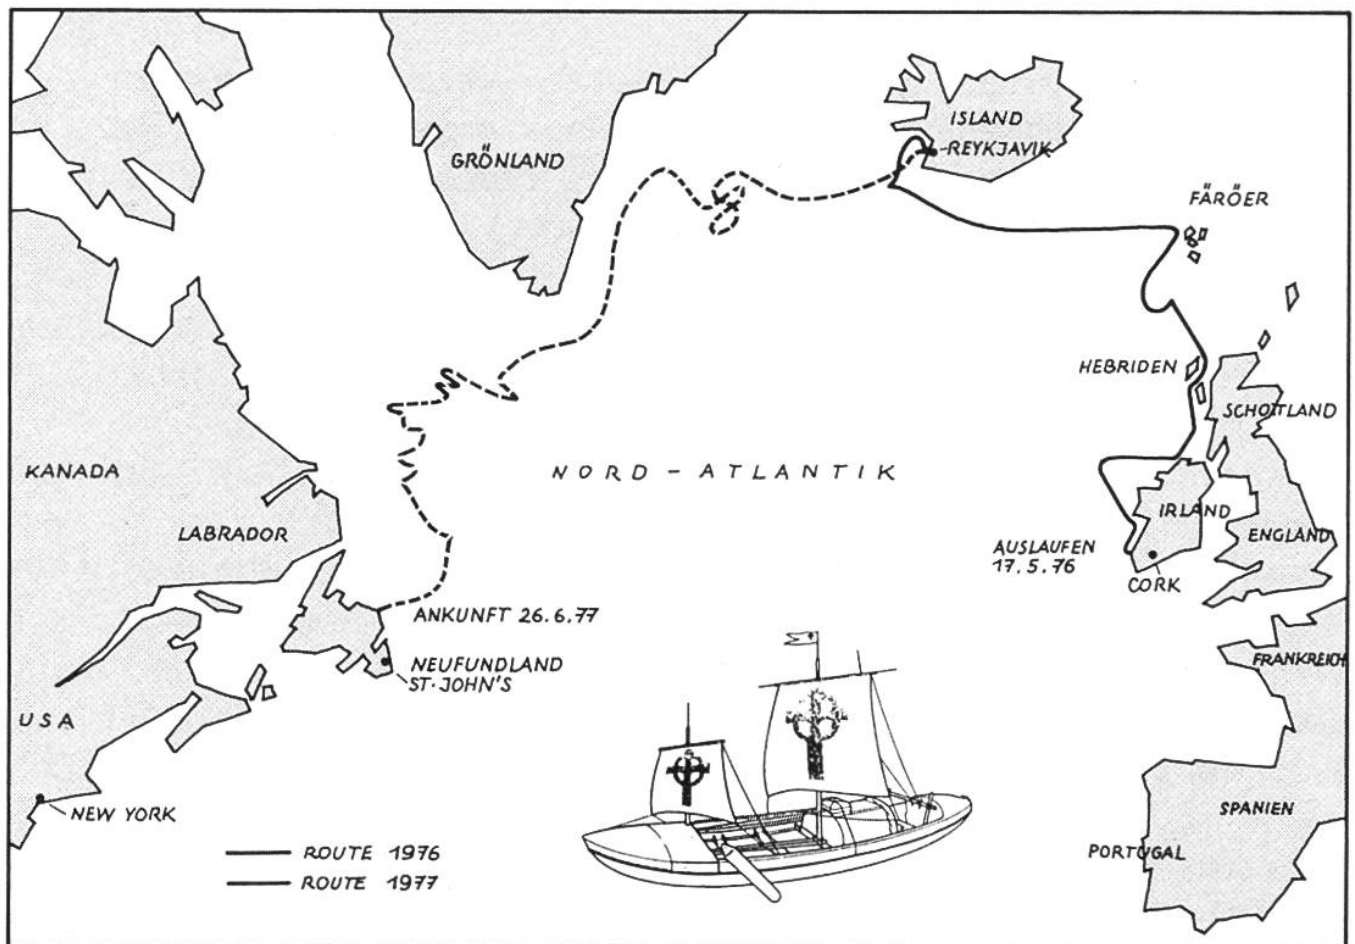 ISLAND
-REYKJAVIK
GRÖNLAND
FÄRÖER
HEBRIDEN
SCHOTTLAND
KANADA
NORD-ATLANTIK
LABRADOR
IRLAND
ENGLAND
AUSLAUFEN
17.5.76
CORK
ANKUNFT 26.6.77
NEUFUNDLAND
ST. JOHN'S
FRANKREICH
USA
NEW YORK
SPANIEN
PORTUGAL
ROUTE 1976
ROUTE 1977